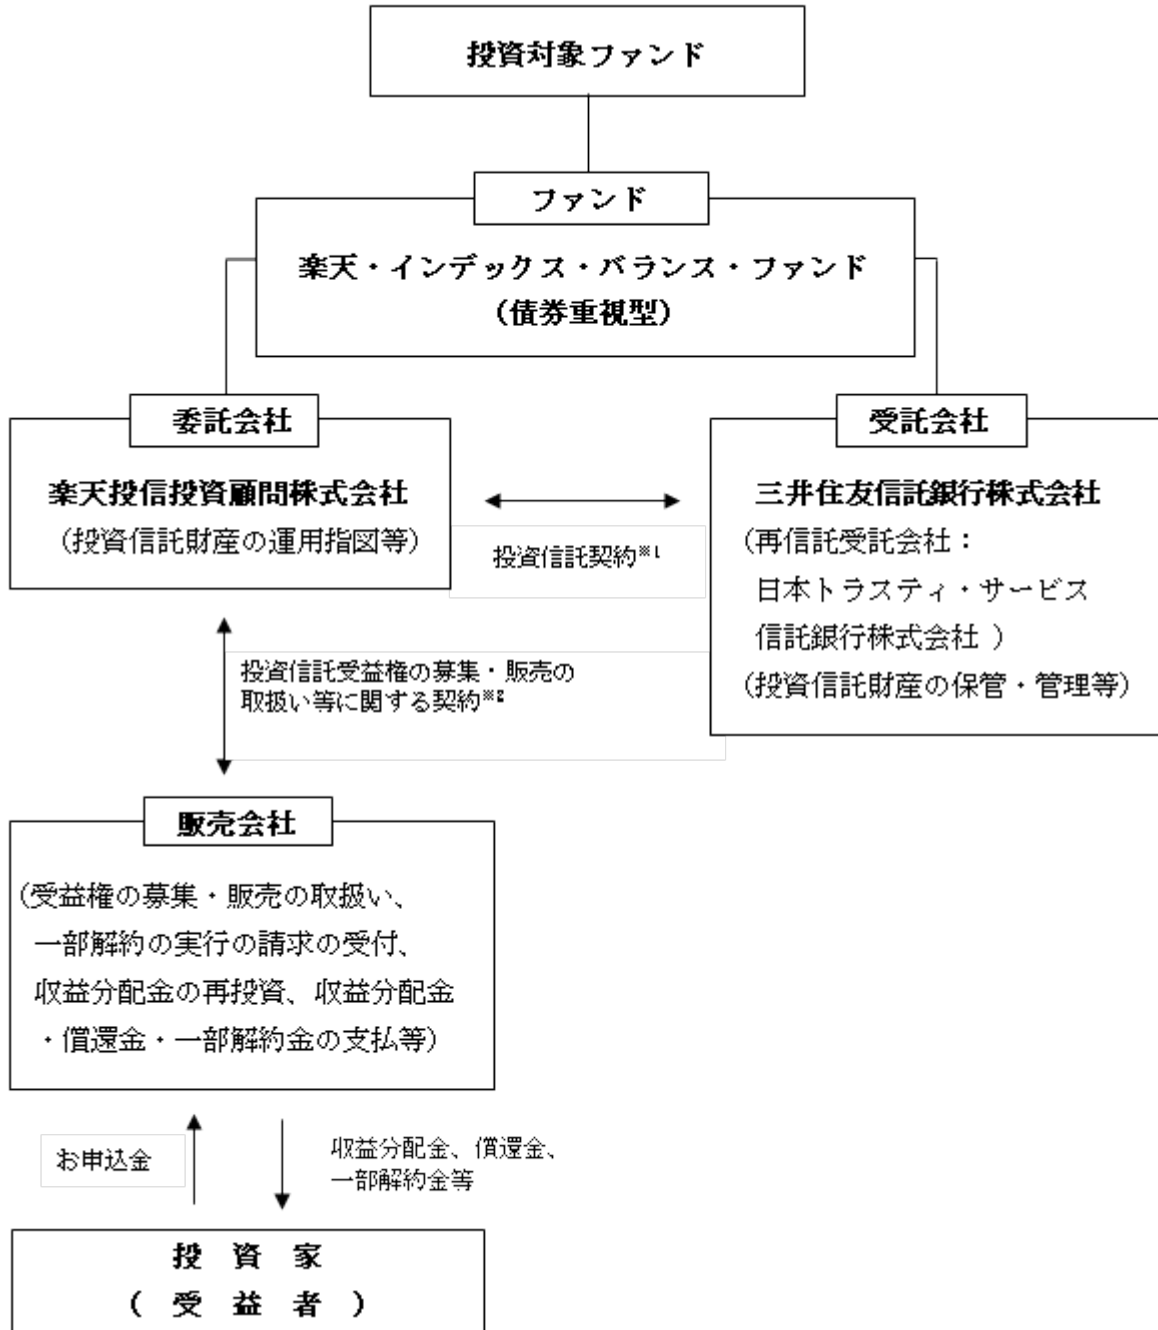 投資対象ファンド
ファンド
楽天・インデックス・バランス・ファンド
(債券重視型)
委託会社
楽天投信投資顧問株式会社
(投資信託財産の運用指図等)
投資信託契約※1
受託会社
三井住友信託銀行株式会社
(再信託受託会社:
日本トラスティ・サービス
信託銀行株式会社 )
(投資信託財産の保管・管理等)
投資信託受益権の募集・販売の
取扱い等に関する契約※2
販売会社
(受益権の募集・販売の取扱い、
一部解約の実行の請求の受付、
収益分配金の再投資、収益分配金
・償還金・一部解約金の支払等)
お申込金
収益分配金、償還金、
一部解約金等
投 資 家
( 受 益 者 )